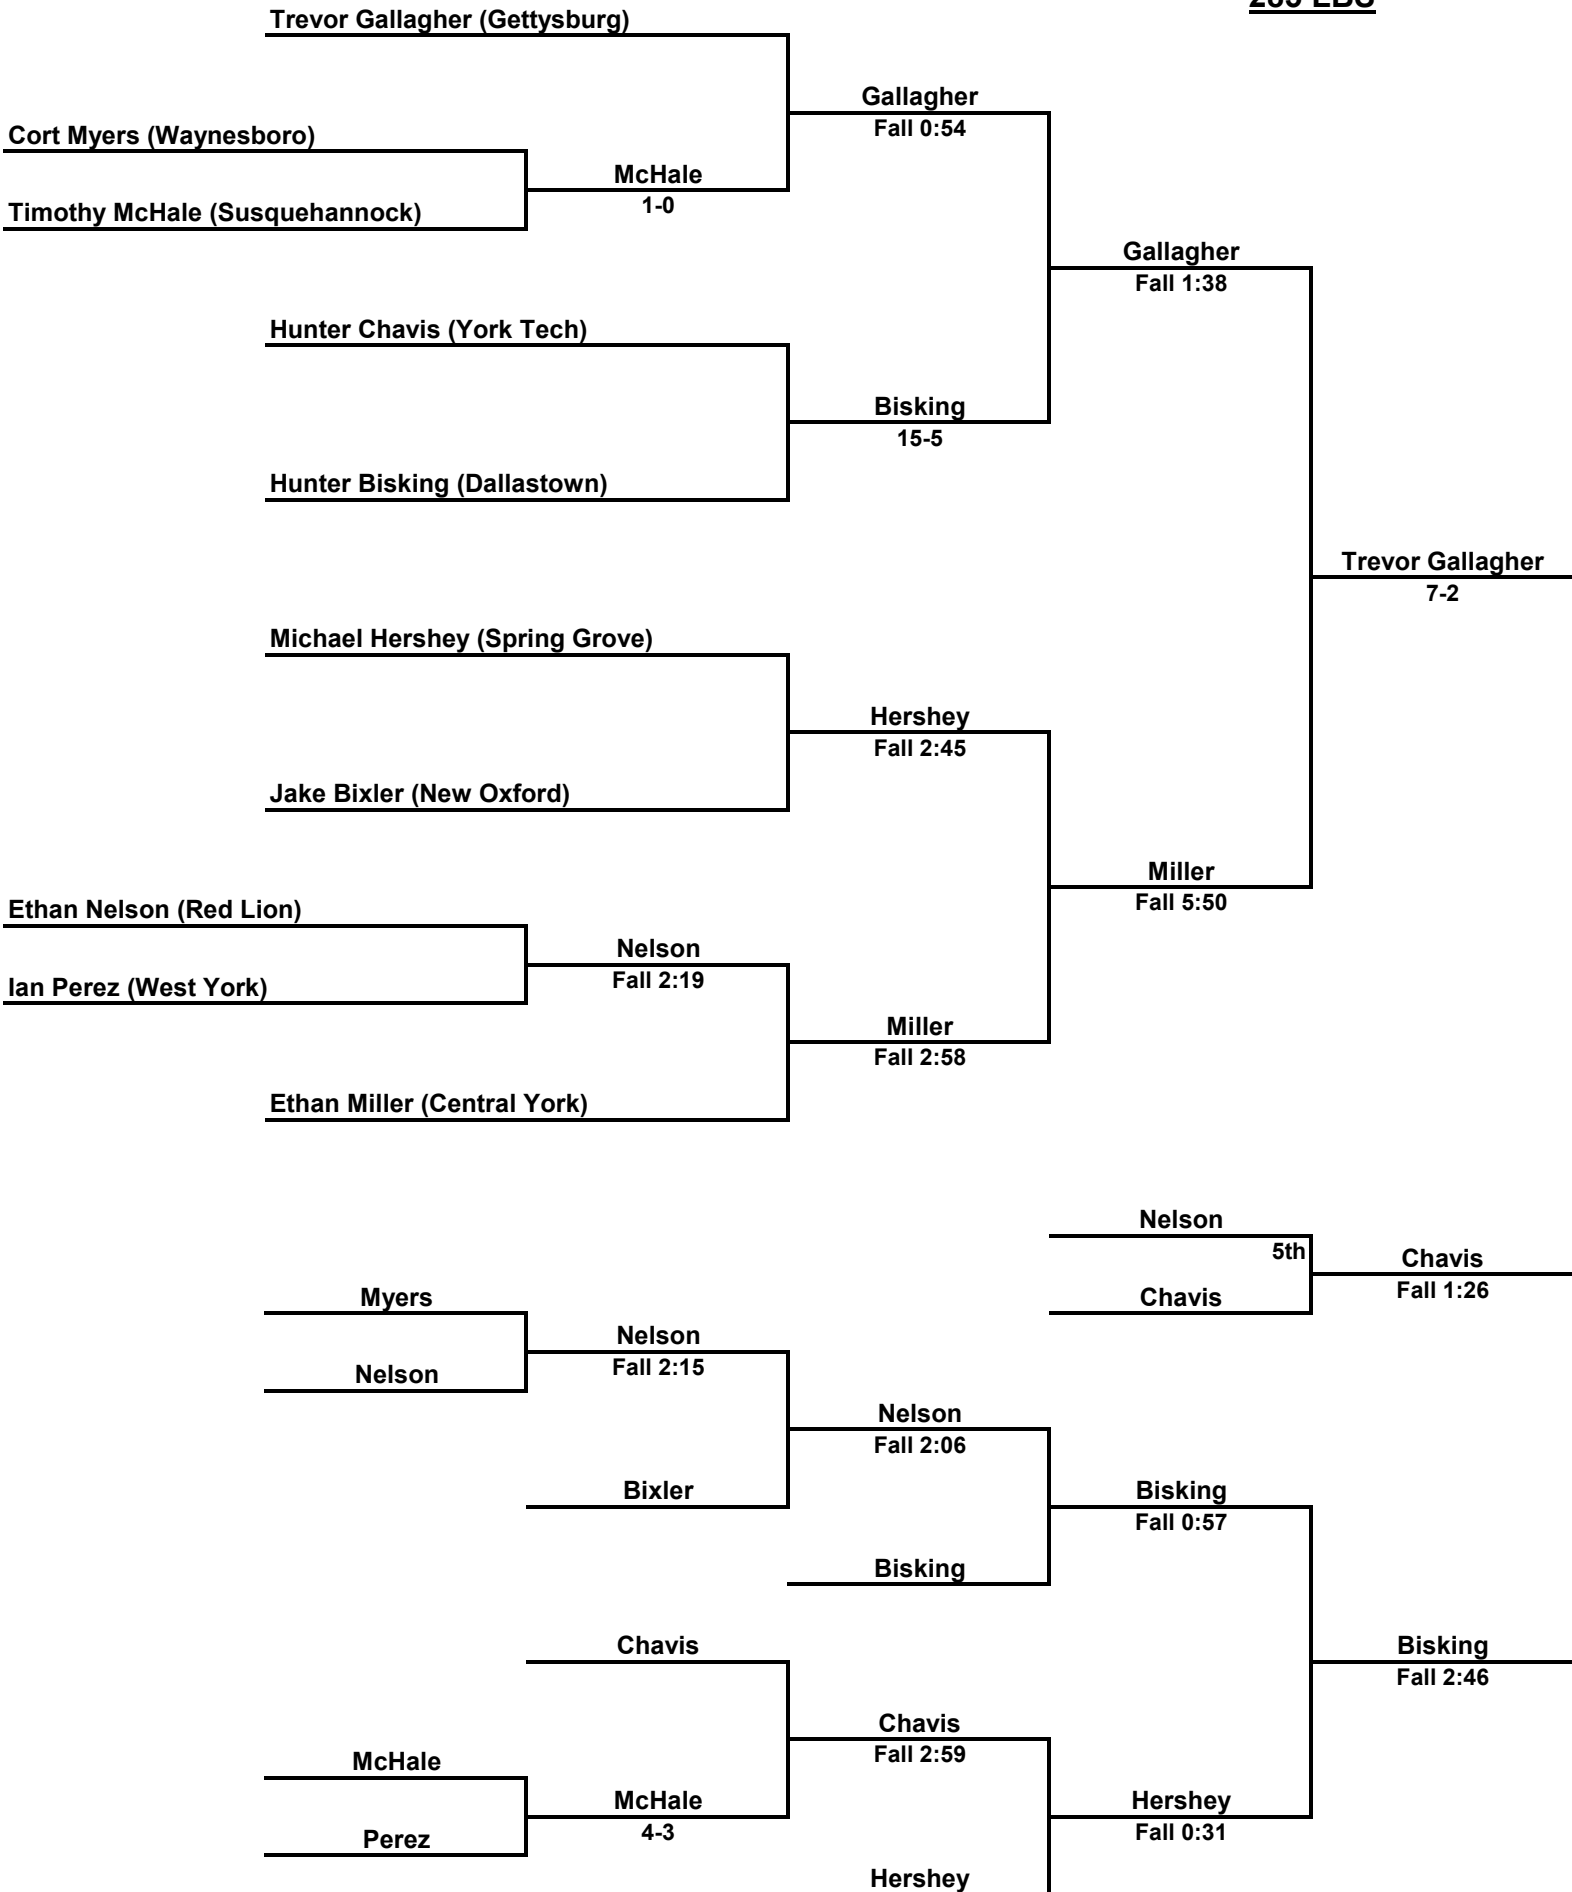 Trevor Gallagher (Gettysburg)
Gallagher
Fall 0:54
Cort Myers (Waynesboro)
McHale
1-0
Timothy McHale (Susquehannock)
Gallagher
Fall 1:38
Hunter Chavis (York Tech)
Bisking
15-5
Hunter Bisking (Dallastown)
Trevor Gallagher
7-2
Michael Hershey (Spring Grove)
Hershey
Fall 2:45
Jake Bixler (New Oxford)
Miller
Fall 5:50
Ethan Nelson (Red Lion)
Nelson
Fall 2:19
Ian Perez (West York)
Miller
Fall 2:58
Ethan Miller (Central York)
Nelson
5th
Chavis
Fall 1:26
Chavis
Myers
Nelson
Fall 2:15
Nelson
Nelson
Fall 2:06
Bixler
Bisking
Fall 0:57
Bisking
Chavis
Bisking
Fall 2:46
Chavis
Fall 2:59
McHale
McHale
4-3
Hershey
Fall 0:31
Perez
Hershey